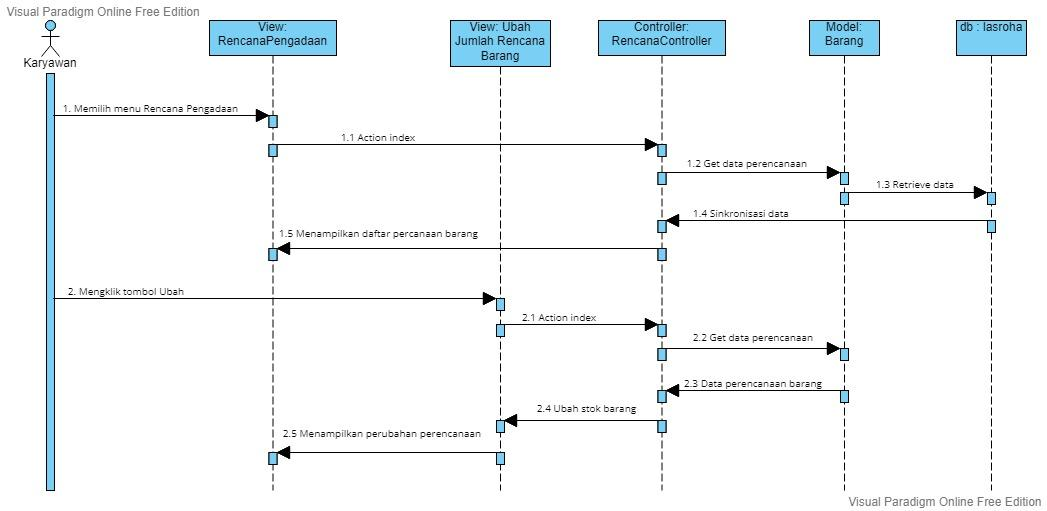 Visual Paradigm Online Free Edition
Karyawan
View:
RencanaPengadaan
View: Ubah
Jumlah Rencana
Barang
Controller:
RencanaController
Model:
Barang
db : lasroha
1. Memilih menu Rencana Pengadaan
1.1 Action index
1.2 Get data perencanaan
1.3 Retrieve data
1.4 Sinkronisasi data
1.5 Menampilkan daftar percanaan barang
2. Mengklik tombol Ubah
2.1 Action index
2.2 Get data perencanaan
2.3 Data perencanaan barang
2.4 Ubah stok barang
2.5 Menampilkan perubahan perencanaan
Visual Paradigm Online Free Edition